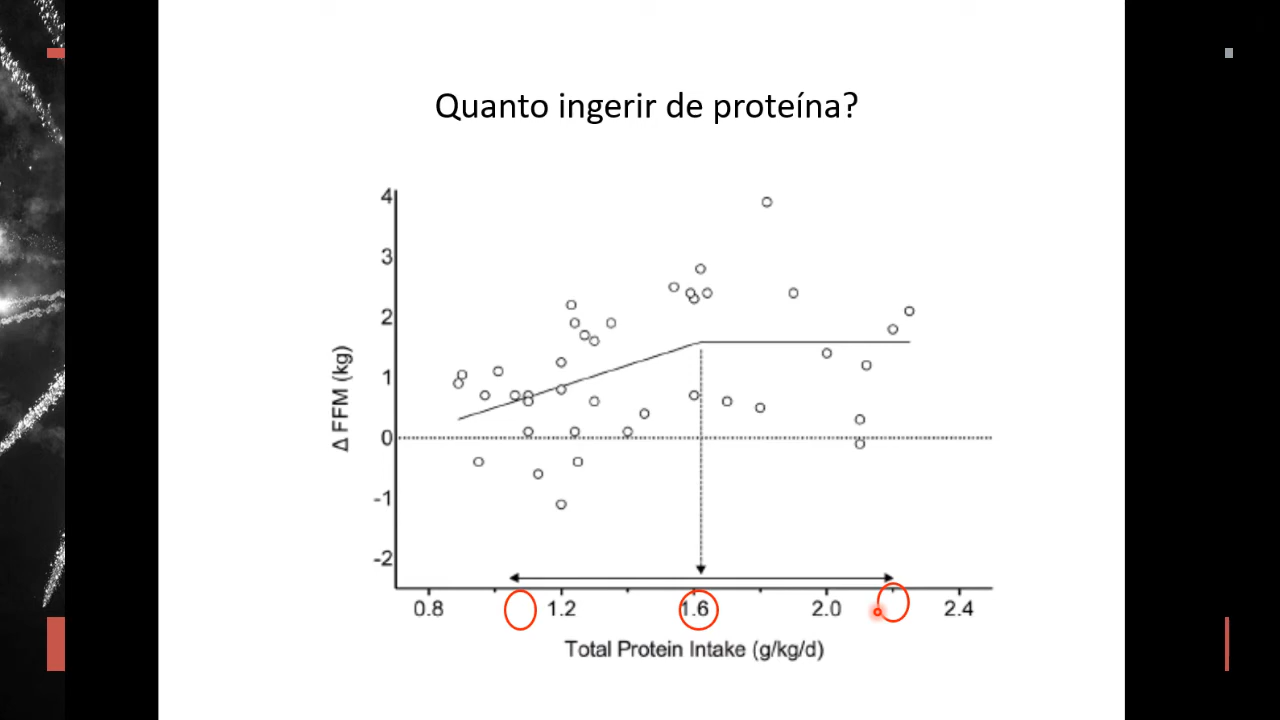 Quanto ingerir de proteína?
4
3
2
1
0
-1
-2
Δ FFM (kg)
0.8 1.2 1.6 2.0 2.4
Total Protein Intake (g/kg/d)